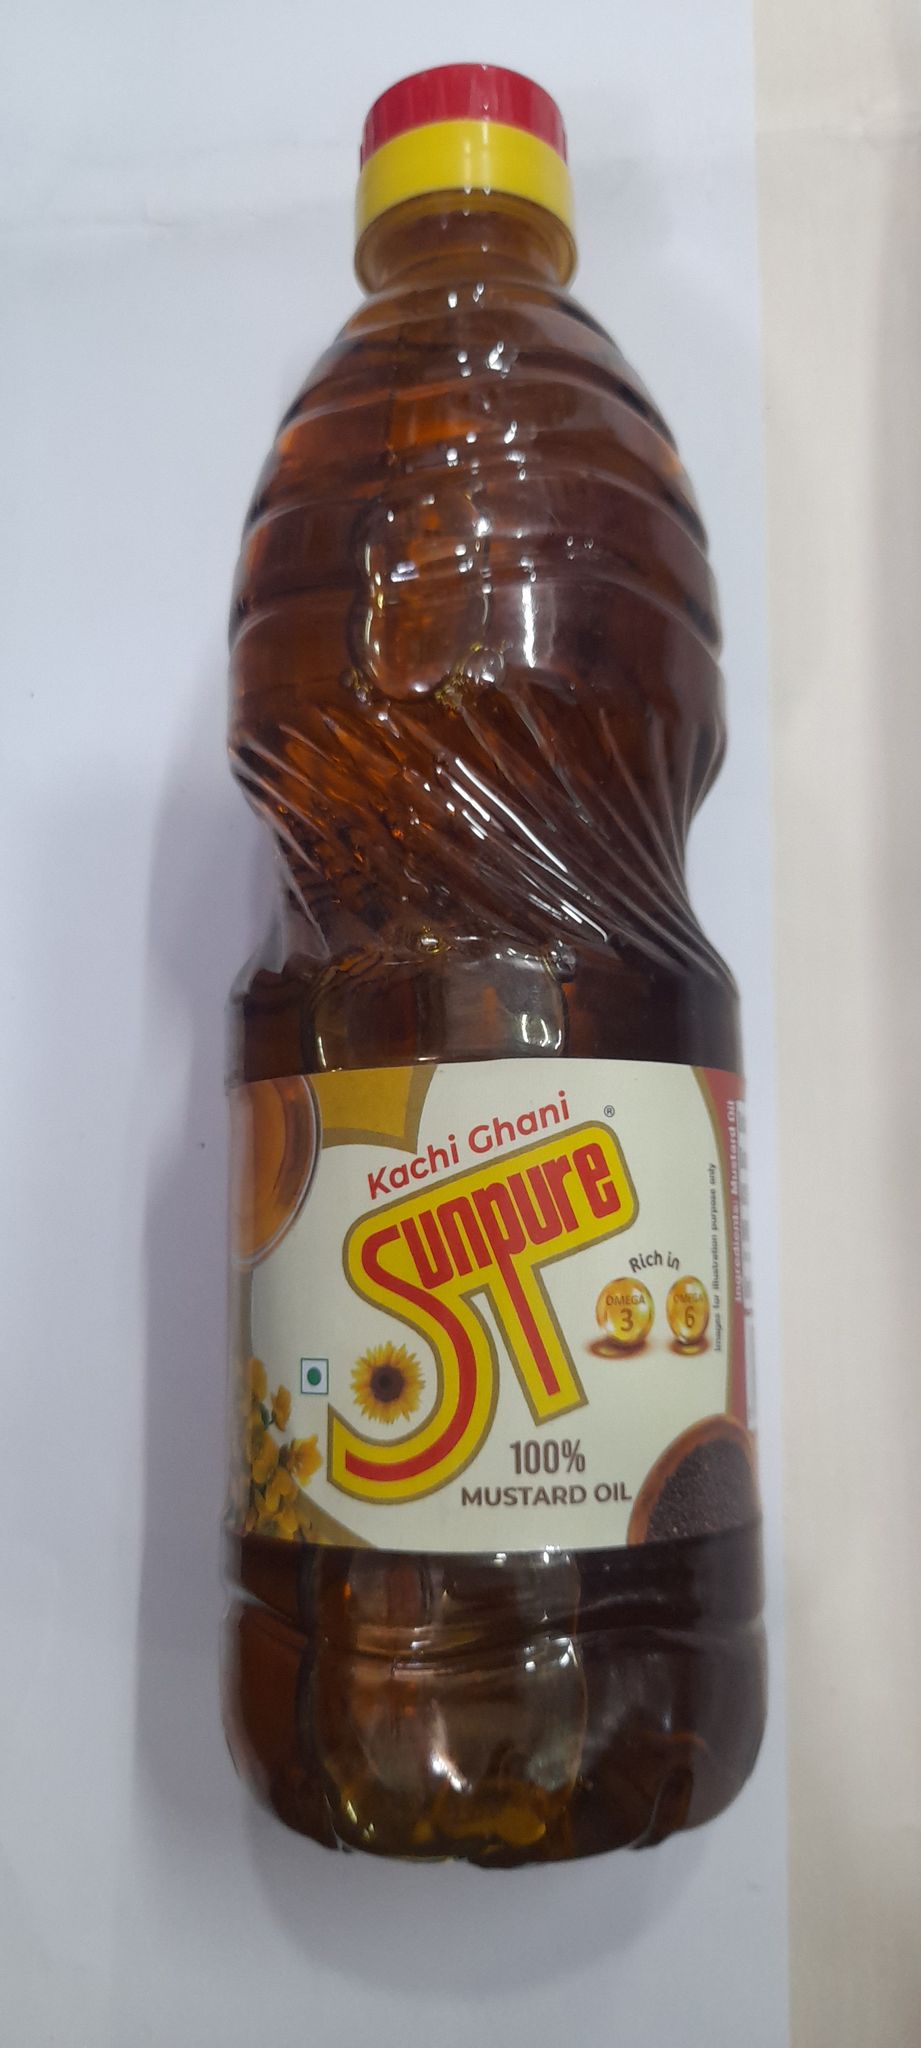 Kachi Ghani
®
Sunpure
Rich in
OMEGA
3
OMEGA
6
100%
MUSTARD OIL
Images for illustration purpose only
Ingredients: Mustard Oil